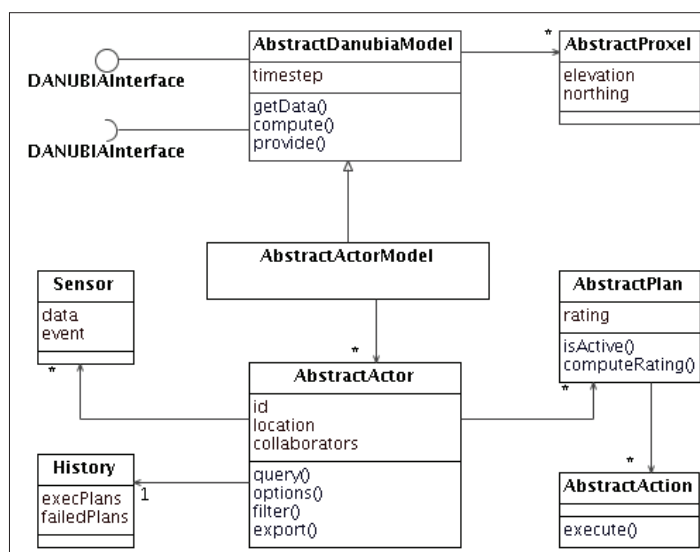 AbstractDanubiaModel
timestep
getData()
compute()
provide()
DANUBIAInterface
DANUBIAInterface
*
AbstractProxel
elevation
northing
AbstractActorModel
Sensor
data
event
*
*
AbstractActor
id
location
collaborators
query()
options()
filter()
export()
AbstractPlan
rating
isActive()
computeRating()
*
History
execPlans
failedPlans
1
*
AbstractAction
execute()